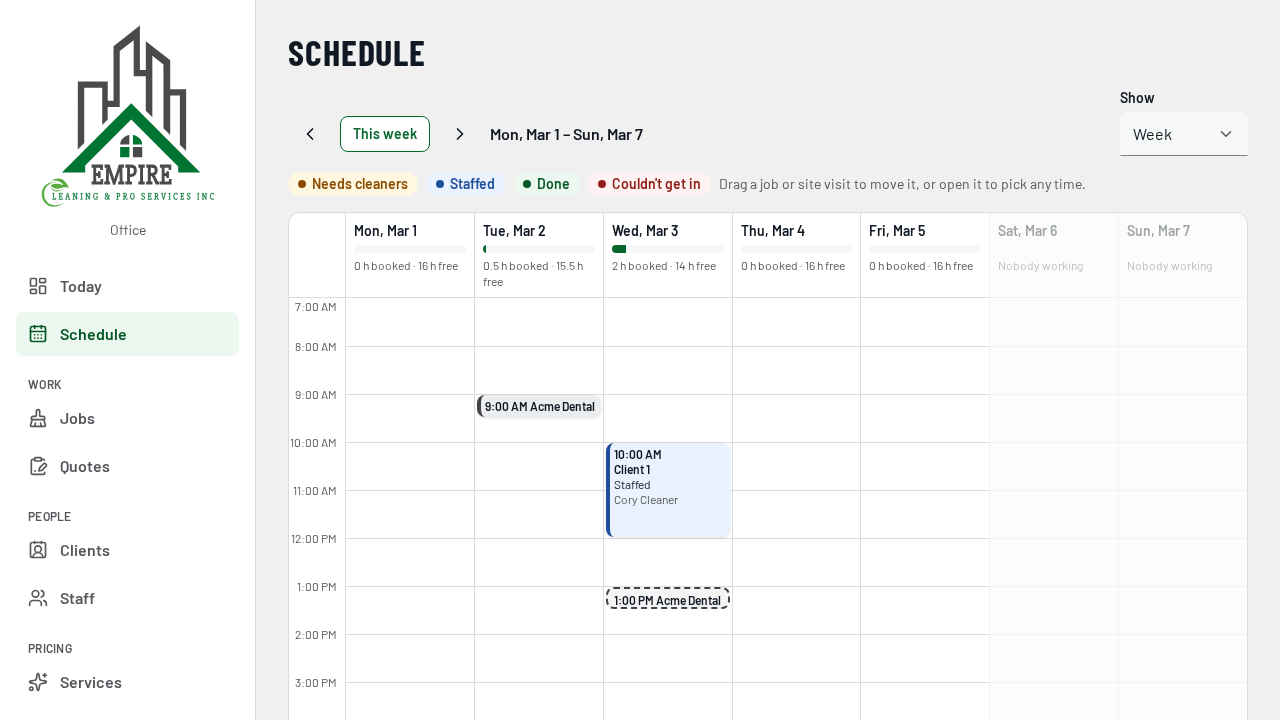 EMPIRE
LEANING & PRO SERVICES INC
Office
Today
Schedule
WORK
Jobs
Quotes
PEOPLE
Clients
Staff
PRICING
Services
SCHEDULE
This week
Mon, Mar 1 – Sun, Mar 7
Show
Week
Needs cleaners
Staffed
Done
Couldn't get in
Drag a job or site visit to move it, or open it to pick any time.
Mon, Mar 1
0 h booked · 16 h free
Tue, Mar 2
0.5 h booked · 15.5 h
free
Wed, Mar 3
2 h booked · 14 h free
Thu, Mar 4
0 h booked · 16 h free
Fri, Mar 5
0 h booked · 16 h free
Sat, Mar 6
Nobody working
Sun, Mar 7
Nobody working
7:00 AM
8:00 AM
9:00 AM
9:00 AM Acme Dental
10:00 AM
10:00 AM
Client 1
Staffed
Cory Cleaner
11:00 AM
12:00 PM
1:00 PM
1:00 PM Acme Dental
2:00 PM
3:00 PM